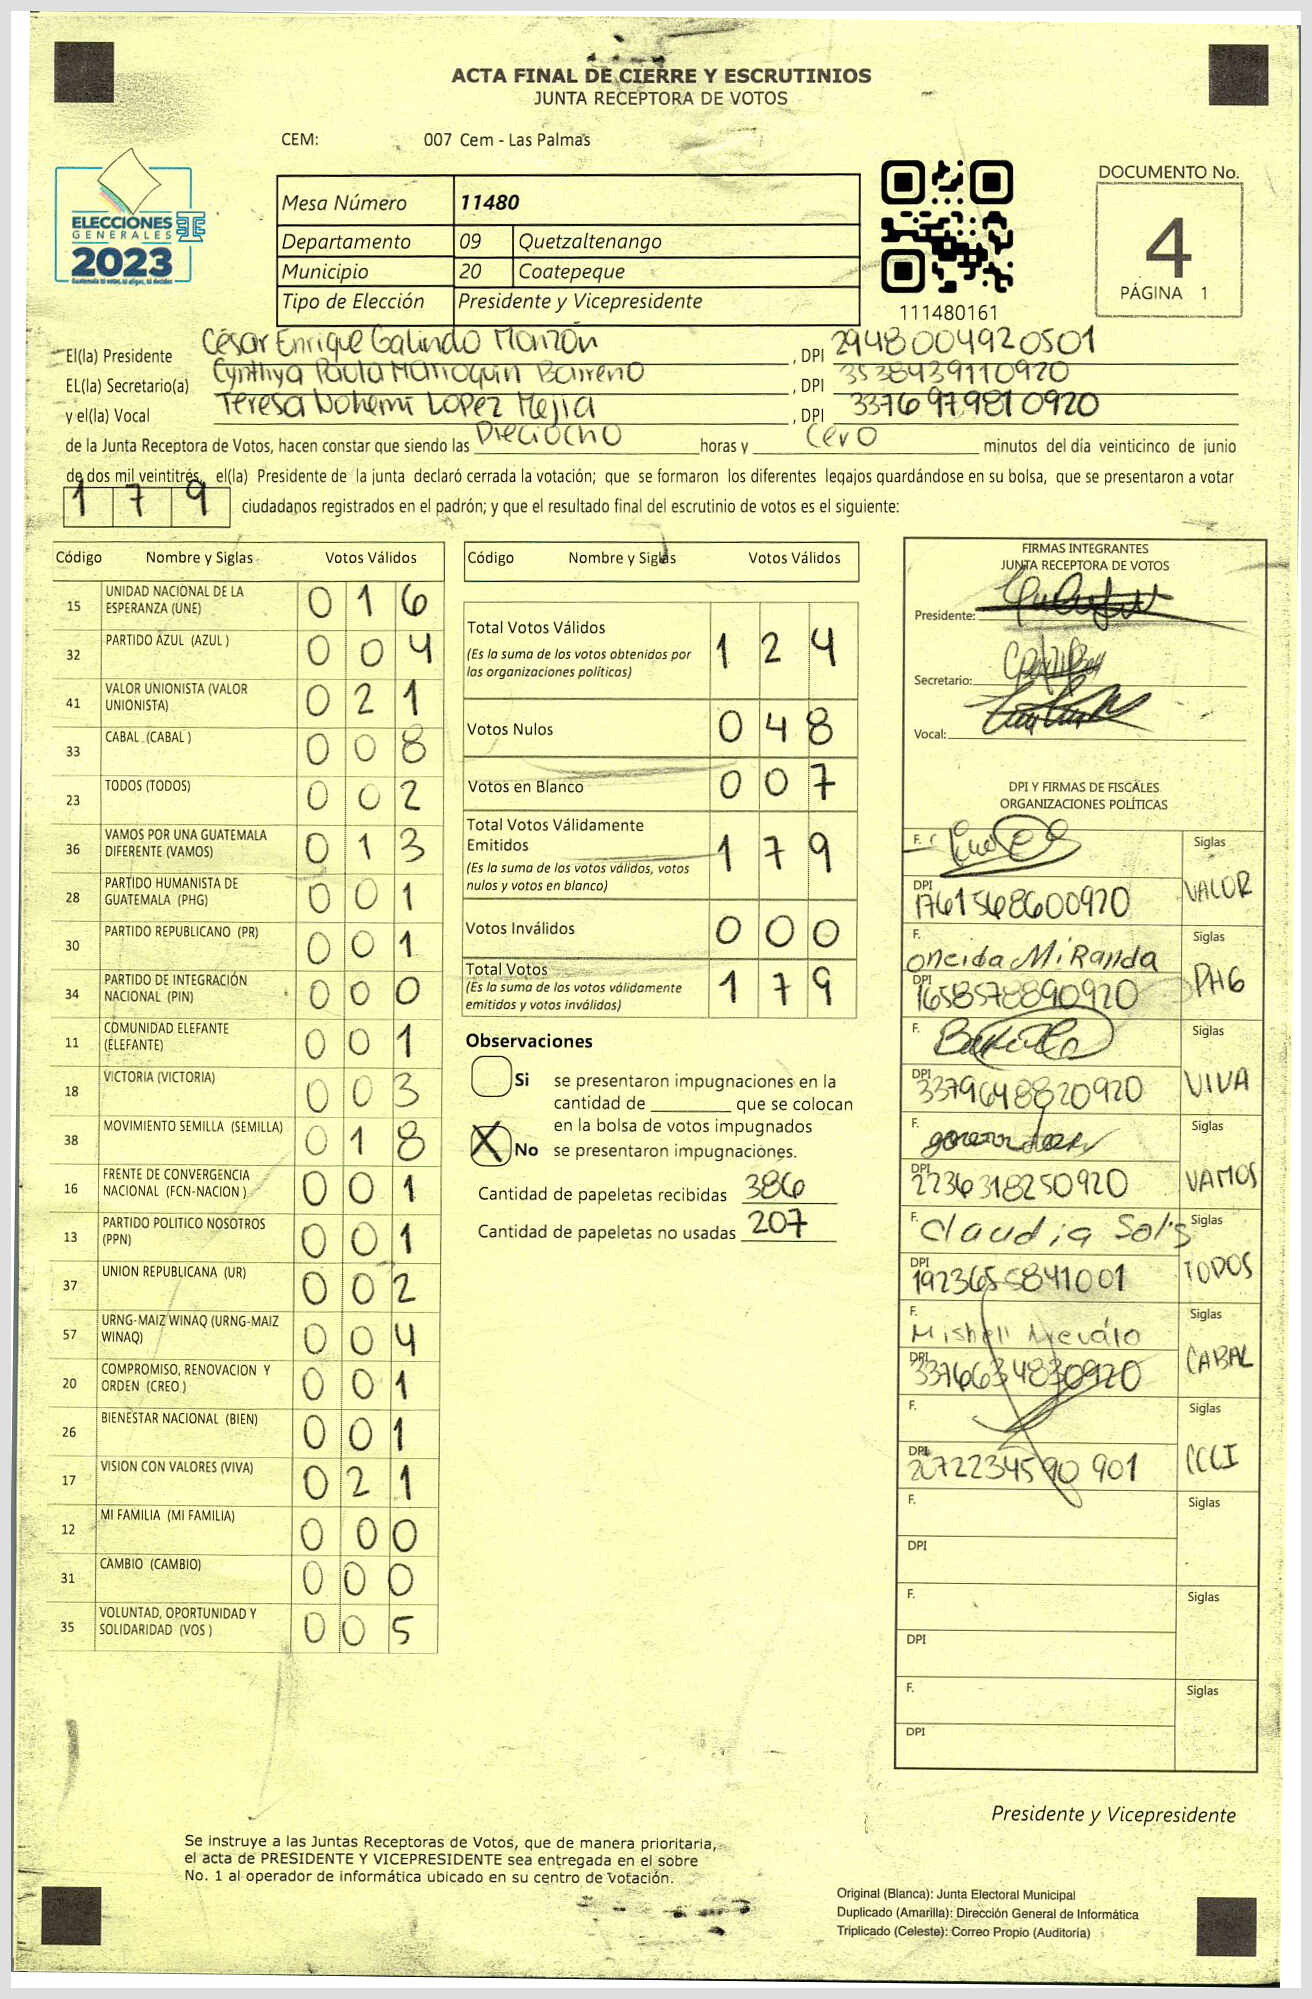 ACTA FINAL DE CIERRE Y ESCRUTINIOS
JUNTA RECEPTORA DE VOTOS
CEM: 007 Cem - Las Palmas
ELECCIONES
GENERALES
2023
Guatemala tú votas, tú eliges, tú decides
Mesa Número 11480
Departamento 09 Quetzaltenango
Municipio 20 Coatepeque
Tipo de Elección Presidente y Vicepresidente
111480161
DOCUMENTO No.
4
PÁGINA 1
El(la) Presidente César Enrique Galindo Monzón , DPI 2948004920501
EL(la) Secretario(a) Cynthya Paola Marroquin Barreno , DPI 3538439110920
y el(la) Vocal Teresa Nohemi Lopez Mejia , DPI 3376979810920
de la Junta Receptora de Votos, hacen constar que siendo las Dieciocho horas y Cero minutos del día veinticinco de junio
de dos mil veintitrés, el(la) Presidente de la junta declaró cerrada la votación; que se formaron los diferentes legajos guardándose en su bolsa, que se presentaron a votar
1 7 9 ciudadanos registrados en el padrón; y que el resultado final del escrutinio de votos es el siguiente:
Código Nombre y Siglas Votos Válidos
15 UNIDAD NACIONAL DE LA ESPERANZA (UNE) 0 1 6
32 PARTIDO AZUL (AZUL ) 0 0 4
41 VALOR UNIONISTA (VALOR UNIONISTA) 0 2 1
33 CABAL (CABAL ) 0 0 8
23 TODOS (TODOS) 0 0 2
36 VAMOS POR UNA GUATEMALA DIFERENTE (VAMOS) 0 1 3
28 PARTIDO HUMANISTA DE GUATEMALA (PHG) 0 0 1
30 PARTIDO REPUBLICANO (PR) 0 0 1
34 PARTIDO DE INTEGRACIÓN NACIONAL (PIN) 0 0 0
11 COMUNIDAD ELEFANTE (ELEFANTE) 0 0 1
18 VICTORIA (VICTORIA) 0 0 3
38 MOVIMIENTO SEMILLA (SEMILLA) 0 1 8
16 FRENTE DE CONVERGENCIA NACIONAL (FCN-NACION ) 0 0 1
13 PARTIDO POLITICO NOSOTROS (PPN) 0 0 1
37 UNION REPUBLICANA (UR) 0 0 2
57 URNG-MAIZ WINAQ (URNG-MAIZ WINAQ) 0 0 4
20 COMPROMISO, RENOVACION Y ORDEN (CREO ) 0 0 1
26 BIENESTAR NACIONAL (BIEN) 0 0 1
17 VISION CON VALORES (VIVA) 0 2 1
12 MI FAMILIA (MI FAMILIA) 0 0 0
31 CAMBIO (CAMBIO) 0 0 0
35 VOLUNTAD, OPORTUNIDAD Y SOLIDARIDAD (VOS ) 0 0 5
Código Nombre y Siglas Votos Válidos
Total Votos Válidos 1 2 4
(Es la suma de los votos obtenidos por
las organizaciones políticas)
Votos Nulos 0 4 8
Votos en Blanco 0 0 7
Total Votos Válidamente
Emitidos 1 7 9
(Es la suma de los votos válidos, votos
nulos y votos en blanco)
Votos Inválidos 0 0 0
Total Votos 1 7 9
(Es la suma de los votos válidamente
emitidos y votos inválidos)
Observaciones
Si se presentaron impugnaciones en la
cantidad de ________ que se colocan
en la bolsa de votos impugnados
X No se presentaron impugnaciones.
Cantidad de papeletas recibidas 386
Cantidad de papeletas no usadas 207
FIRMAS INTEGRANTES
JUNTA RECEPTORA DE VOTOS
Presidente:
Secretario:
Vocal:
DPI Y FIRMAS DE FISCALES
ORGANIZACIONES POLÍTICAS
F. Siglas
DPI 1761568600920 VALOR
F. Oneida Miranda Siglas
DPI 1658578890920 PHG
F. Siglas
DPI 3379648820920 VIVA
F. Siglas
DPI 2236318250920 VAMOS
F. Claudia Solis Siglas
DPI 1923655841001 TODOS
F. Mishell Arevalo Siglas
DPI 3376634830920 CABAL
F. Siglas
DPI 2072234590901
F. Siglas
DPI
F. Siglas
DPI
F. Siglas
DPI
Presidente y Vicepresidente
Se instruye a las Juntas Receptoras de Votos, que de manera prioritaria,
el acta de PRESIDENTE Y VICEPRESIDENTE sea entregada en el sobre
No. 1 al operador de informática ubicado en su centro de Votación.
Original (Blanca): Junta Electoral Municipal
Duplicado (Amarilla): Dirección General de Informática
Triplicado (Celeste): Correo Propio (Auditoría)